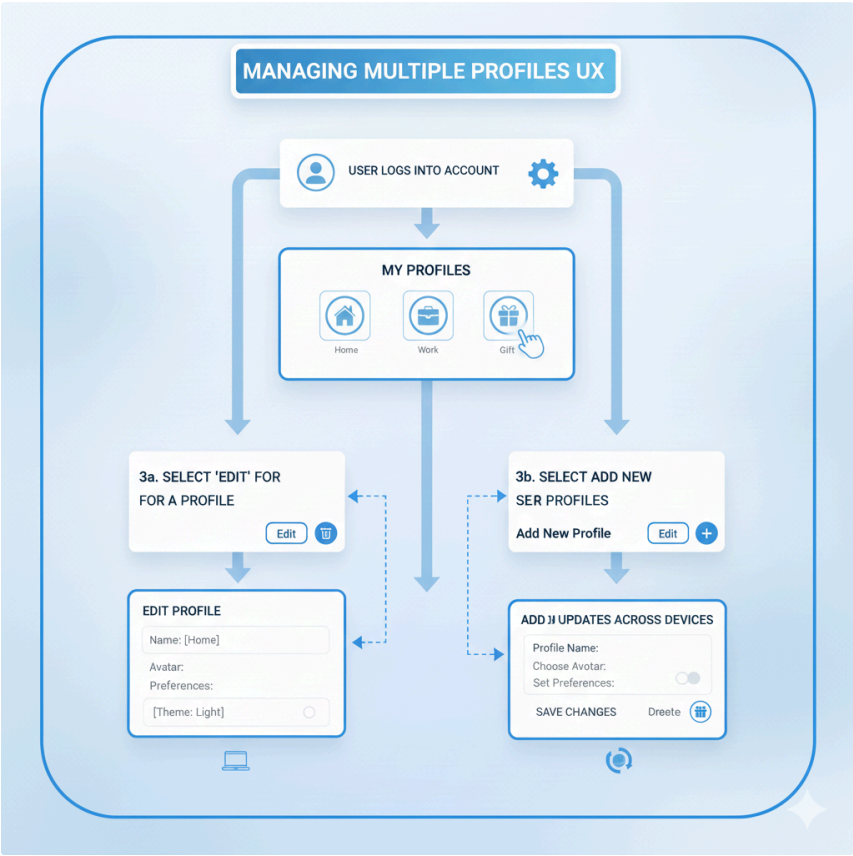 MANAGING MULTIPLE PROFILES UX
USER LOGS INTO ACCOUNT
MY PROFILES
Home
Work
Gift
3a. SELECT 'EDIT' FOR
FOR A PROFILE
Edit
3b. SELECT ADD NEW
SER PROFILES
Add New Profile
Edit
EDIT PROFILE
Name: [Home]
Avatar:
Preferences:
[Theme: Light]
ADD UPDATES ACROSS DEVICES
Profile Name:
Choose Avotar:
Set Preferences:
SAVE CHANGES
Dreete